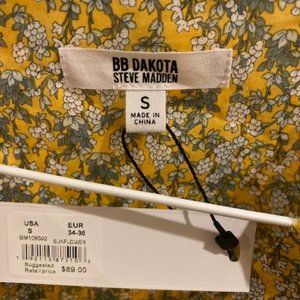 BB DAKOTA
STEVE MADDEN
S
MADE IN
CHINA
USA EUR
S 34-36
BM108592 SUNFLOWER
Suggested
Retail price $89.00